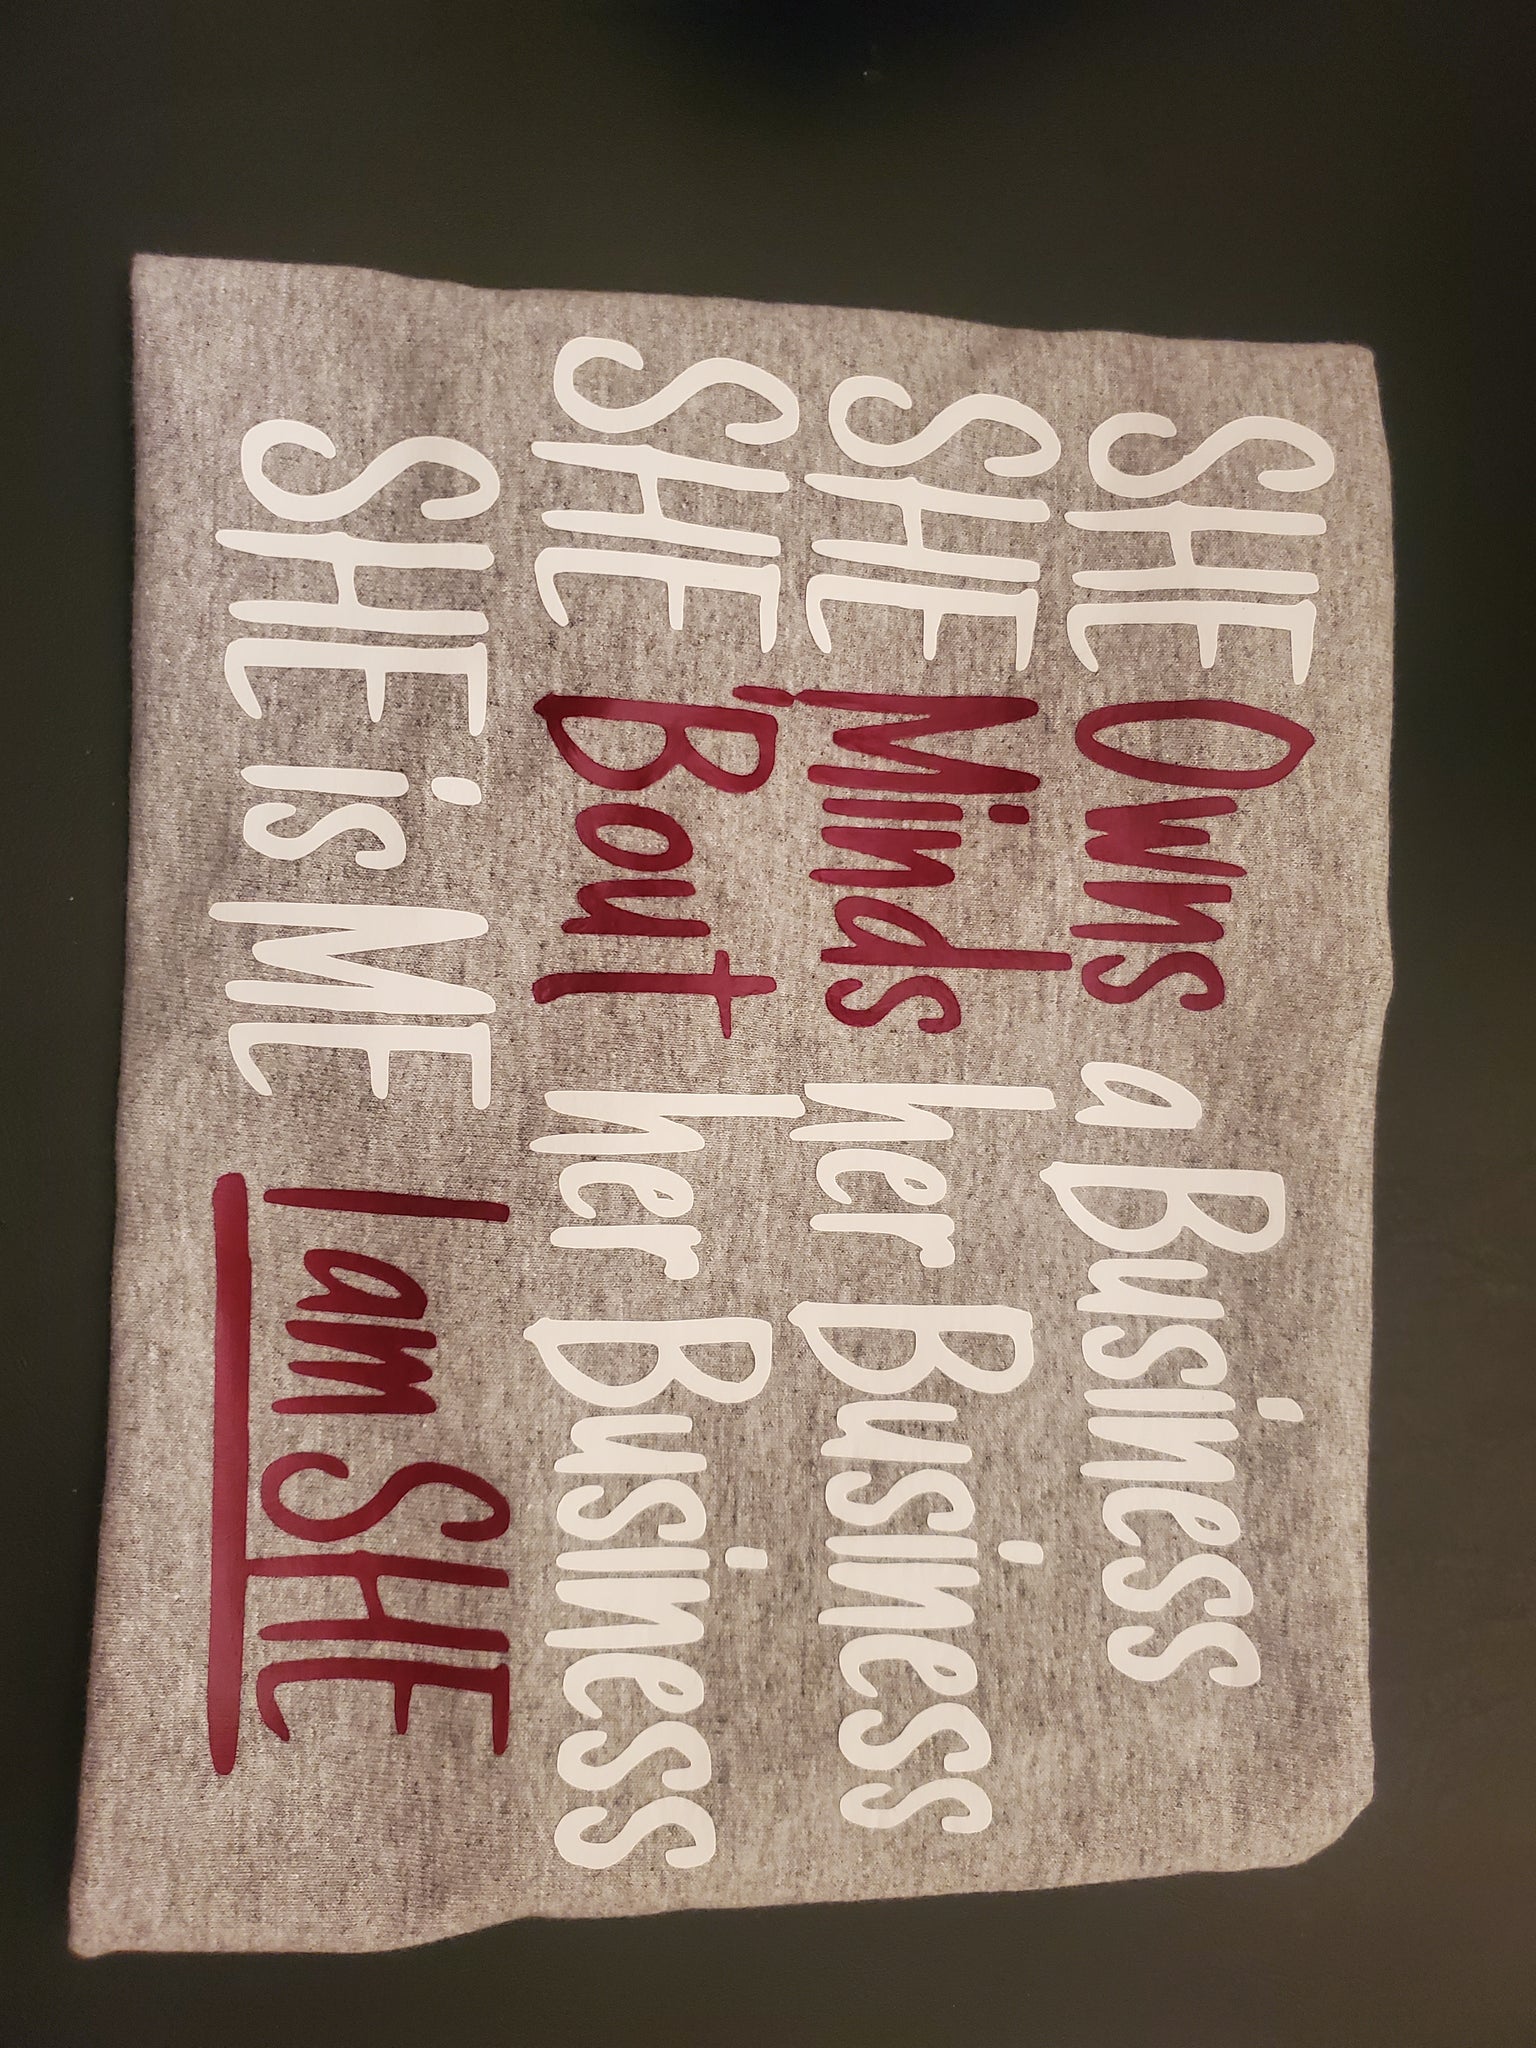 SHE Owns a Business
SHE Minds her Business
SHE 'Bout her Business
SHE is ME I am SHE